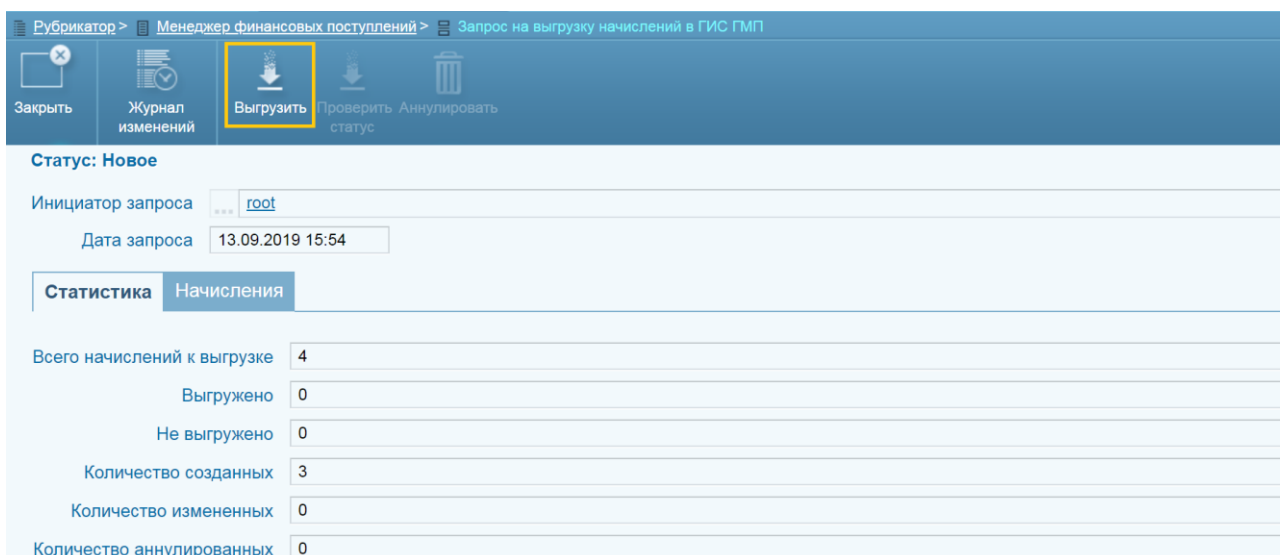 Рубрикатор > Менеджер финансовых поступлений > Запрос на выгрузку начислений в ГИС ГМП
Закрыть
Журнал изменений
Выгрузить
Проверить статус
Аннулировать
Статус: Новое
Инициатор запроса ... root
Дата запроса 13.09.2019 15:54
Статистика Начисления
Всего начислений к выгрузке 4
Выгружено 0
Не выгружено 0
Количество созданных 3
Количество измененных 0
Количество аннулированных 0